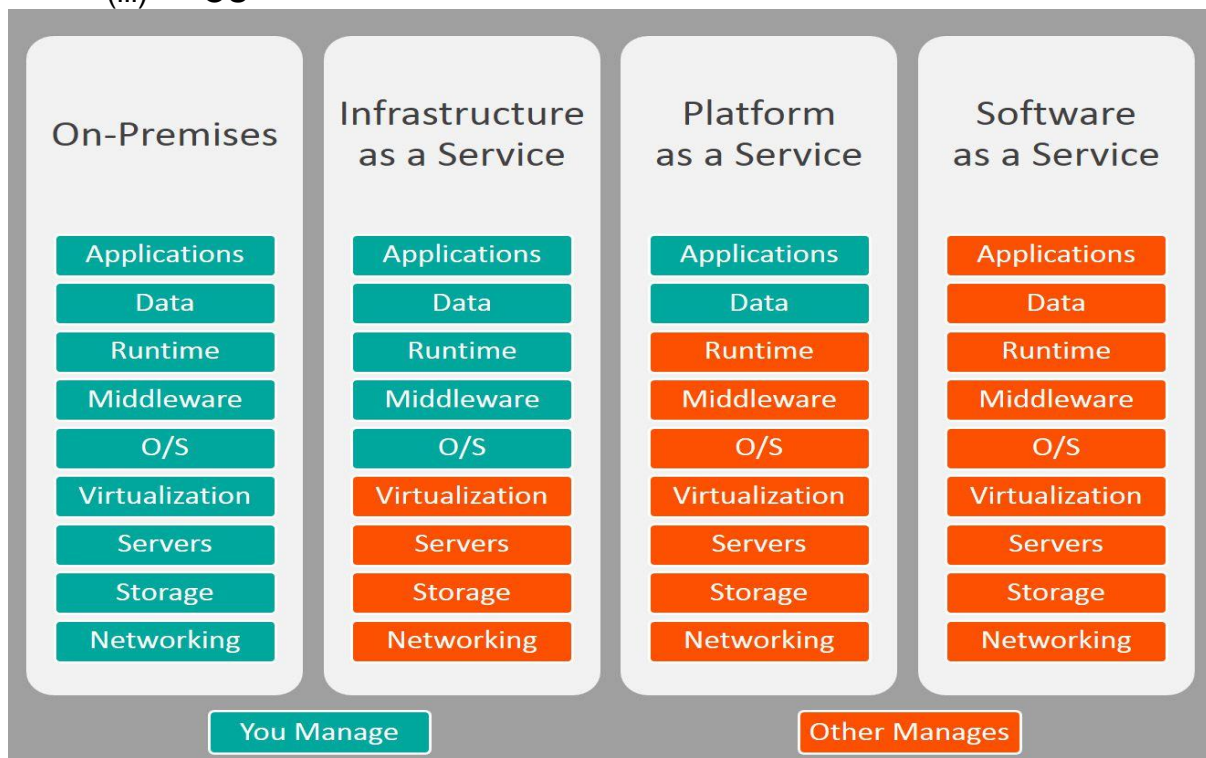 (iii) OS
On-Premises
Applications
Data
Runtime
Middleware
O/S
Virtualization
Servers
Storage
Networking
Infrastructure
as a Service
Applications
Data
Runtime
Middleware
O/S
Virtualization
Servers
Storage
Networking
Platform
as a Service
Applications
Data
Runtime
Middleware
O/S
Virtualization
Servers
Storage
Networking
Software
as a Service
Applications
Data
Runtime
Middleware
O/S
Virtualization
Servers
Storage
Networking
You Manage
Other Manages